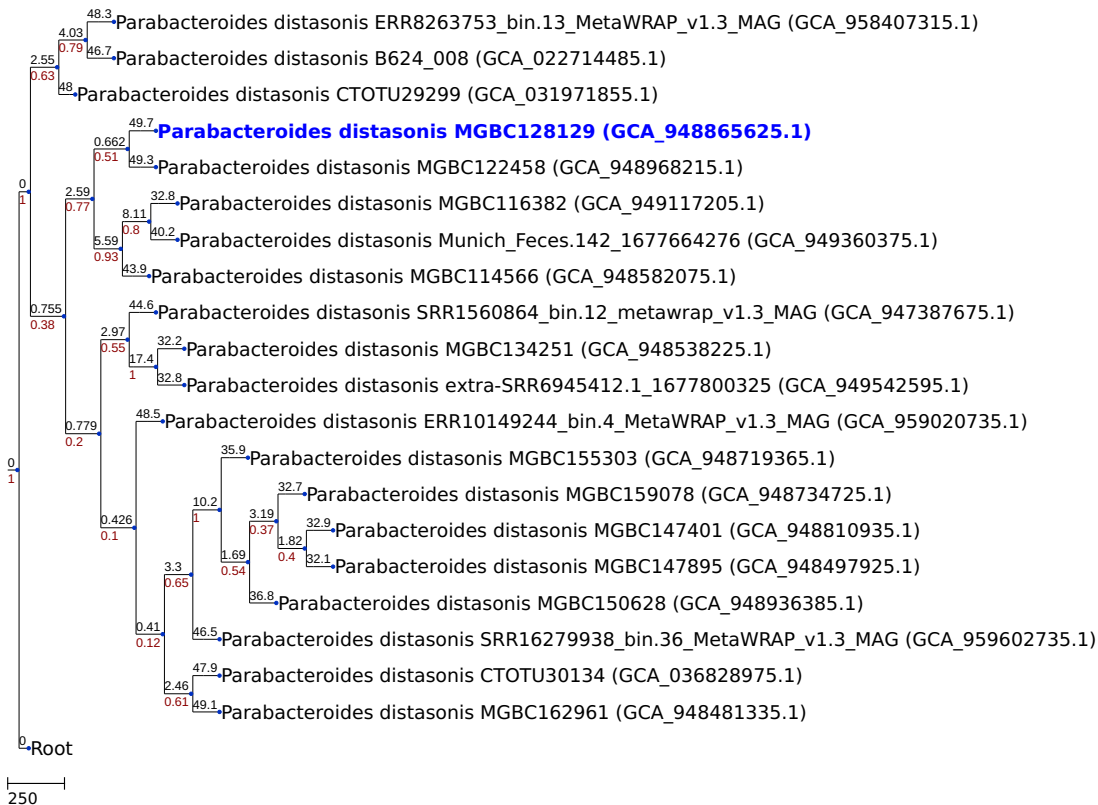 48.3
Parabacteroides distasonis ERR8263753_bin.13_MetaWRAP_v1.3_MAG (GCA_958407315.1)
4.03
0.79
46.7
Parabacteroides distasonis B624_008 (GCA_022714485.1)
2.55
0.63
48
Parabacteroides distasonis CTOTU29299 (GCA_031971855.1)
49.7
Parabacteroides distasonis MGBC128129 (GCA_948865625.1)
0.662
0.51
49.3
Parabacteroides distasonis MGBC122458 (GCA_948968215.1)
0
1
2.59
0.77
32.8
Parabacteroides distasonis MGBC116382 (GCA_949117205.1)
8.11
0.8
40.2
Parabacteroides distasonis Munich_Feces.142_1677664276 (GCA_949360375.1)
5.59
0.93
43.9
Parabacteroides distasonis MGBC114566 (GCA_948582075.1)
0.755
0.38
44.6
Parabacteroides distasonis SRR1560864_bin.12_metawrap_v1.3_MAG (GCA_947387675.1)
2.97
0.55
32.2
Parabacteroides distasonis MGBC134251 (GCA_948538225.1)
17.4
1
32.8
Parabacteroides distasonis extra-SRR6945412.1_1677800325 (GCA_949542595.1)
0.779
0.2
48.5
Parabacteroides distasonis ERR10149244_bin.4_MetaWRAP_v1.3_MAG (GCA_959020735.1)
0
1
35.9
Parabacteroides distasonis MGBC155303 (GCA_948719365.1)
10.2
1
32.7
Parabacteroides distasonis MGBC159078 (GCA_948734725.1)
3.19
0.37
32.9
Parabacteroides distasonis MGBC147401 (GCA_948810935.1)
0.426
0.1
1.82
0.4
1.69
0.54
32.1
Parabacteroides distasonis MGBC147895 (GCA_948497925.1)
3.3
0.65
36.8
Parabacteroides distasonis MGBC150628 (GCA_948936385.1)
0.41
0.12
46.5
Parabacteroides distasonis SRR16279938_bin.36_MetaWRAP_v1.3_MAG (GCA_959602735.1)
47.9
Parabacteroides distasonis CTOTU30134 (GCA_036828975.1)
2.46
0.61
49.1
Parabacteroides distasonis MGBC162961 (GCA_948481335.1)
0
Root
250